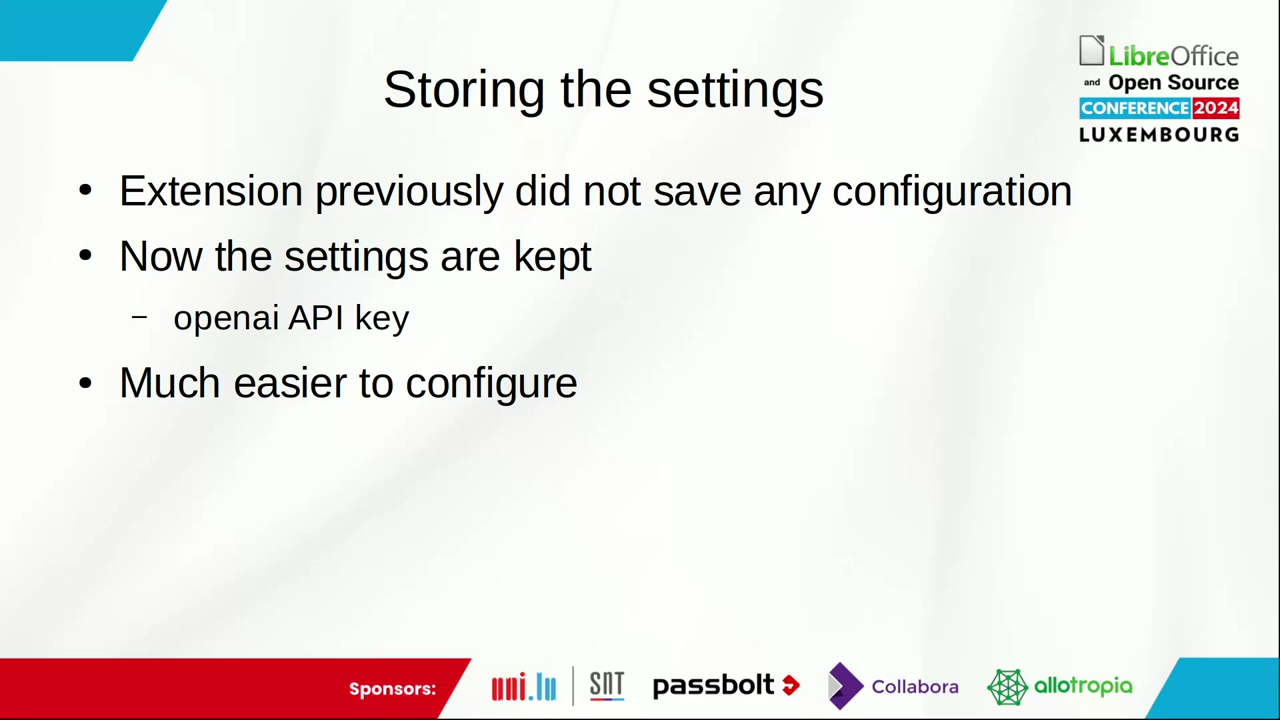 LibreOffice
and Open Source
CONFERENCE 2024
LUXEMBOURG
Storing the settings
• Extension previously did not save any configuration
• Now the settings are kept
– openai API key
• Much easier to configure
Sponsors: uni.lu SNT passbolt Collabora allotropia